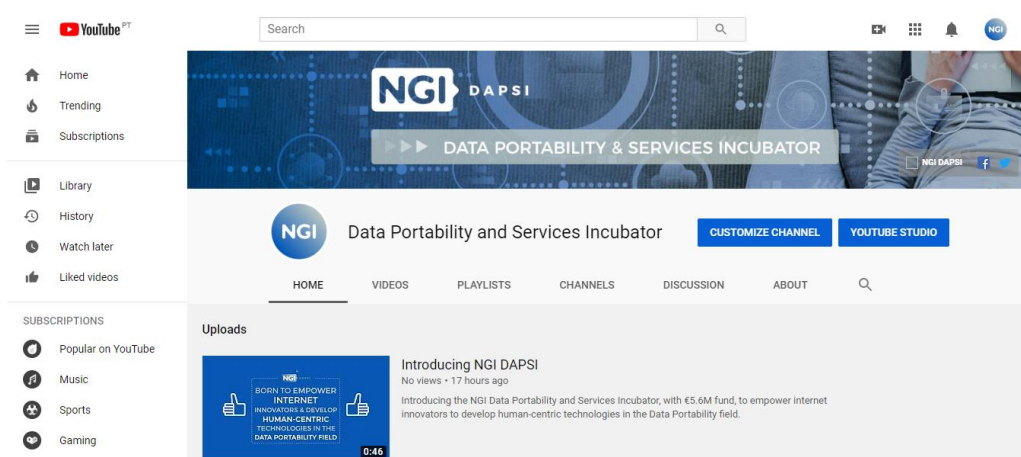 YouTube PT
Search
NGI
Home
Trending
Subscriptions
Library
History
Watch later
Liked videos
SUBSCRIPTIONS
Popular on YouTube
Music
Sports
Gaming
NGI DAPSI
DATA PORTABILITY & SERVICES INCUBATOR
NGI DAPSI
NGI
Data Portability and Services Incubator
CUSTOMIZE CHANNEL
YOUTUBE STUDIO
HOME VIDEOS PLAYLISTS CHANNELS DISCUSSION ABOUT
Uploads
NGI
BORN TO EMPOWER
INTERNET
INNOVATORS & DEVELOP
HUMAN-CENTRIC
TECHNOLOGIES IN THE
DATA PORTABILITY FIELD
0:46
Introducing NGI DAPSI
No views • 17 hours ago
Introducing the NGI Data Portability and Services Incubator, with €5.6M fund, to empower internet
innovators to develop human-centric technologies in the Data Portability field.